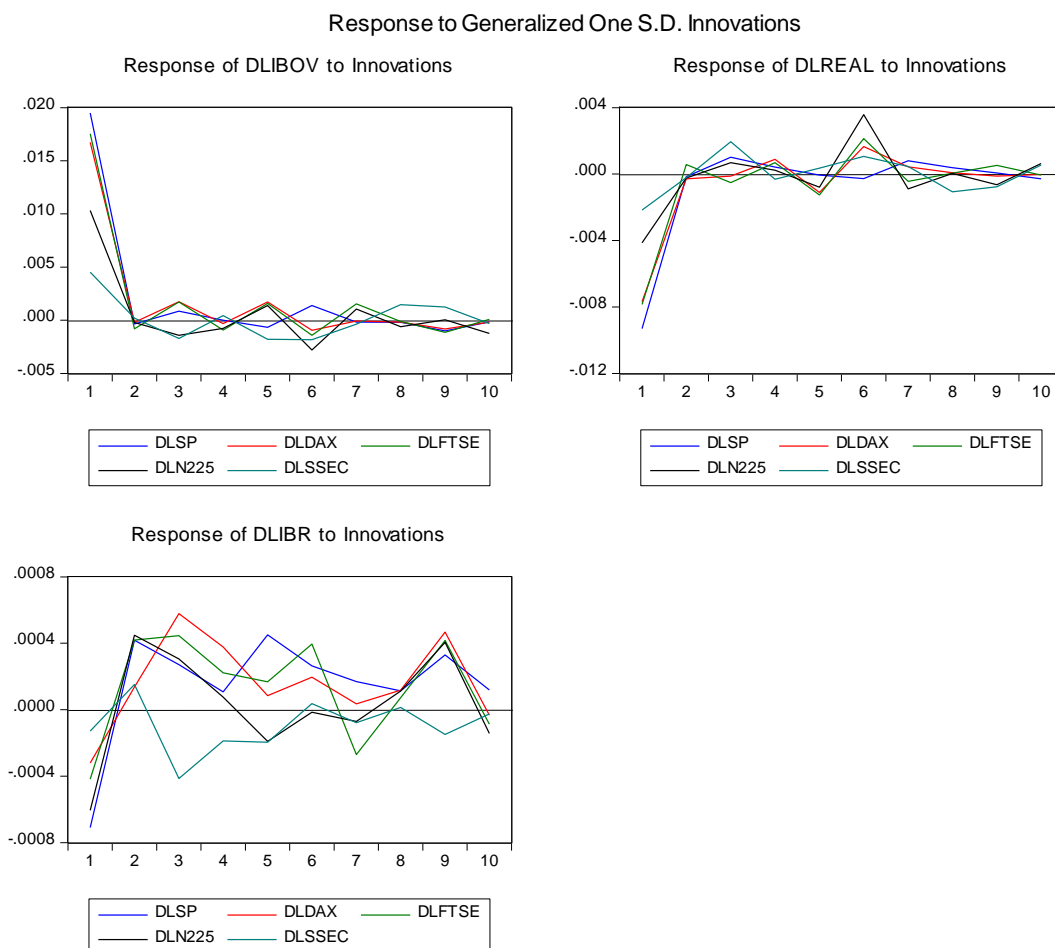 Response to Generalized One S.D. Innovations
Response of DLIBOV to Innovations
.020
.015
.010
.005
.000
-.005
1 2 3 4 5 6 7 8 9 10
DLSP DLDAX DLFTSE
DLN225 DLSSEC
Response of DLREAL to Innovations
.004
.000
-.004
-.008
-.012
1 2 3 4 5 6 7 8 9 10
DLSP DLDAX DLFTSE
DLN225 DLSSEC
Response of DLIBR to Innovations
.0008
.0004
.0000
-.0004
-.0008
1 2 3 4 5 6 7 8 9 10
DLSP DLDAX DLFTSE
DLN225 DLSSEC